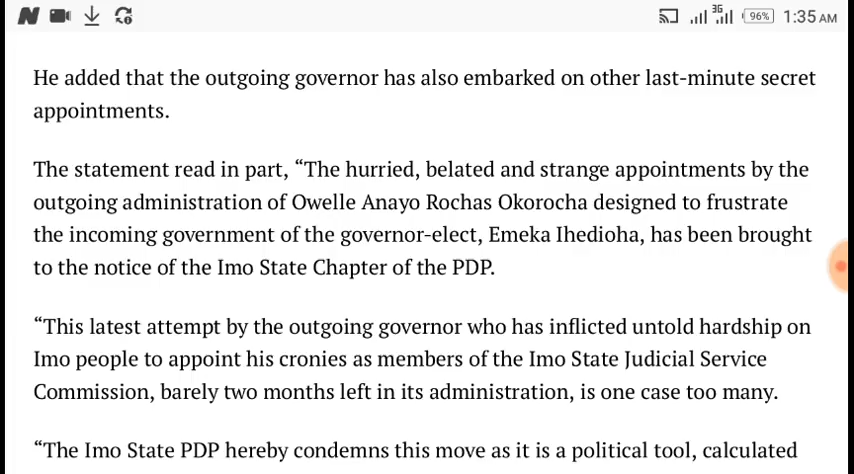 3G
96% 1:35 AM
He added that the outgoing governor has also embarked on other last-minute secret
appointments.
The statement read in part, “The hurried, belated and strange appointments by the
outgoing administration of Owelle Anayo Rochas Okorocha designed to frustrate
the incoming government of the governor-elect, Emeka Ihedioha, has been brought
to the notice of the Imo State Chapter of the PDP.
“This latest attempt by the outgoing governor who has inflicted untold hardship on
Imo people to appoint his cronies as members of the Imo State Judicial Service
Commission, barely two months left in its administration, is one case too many.
“The Imo State PDP hereby condemns this move as it is a political tool, calculated